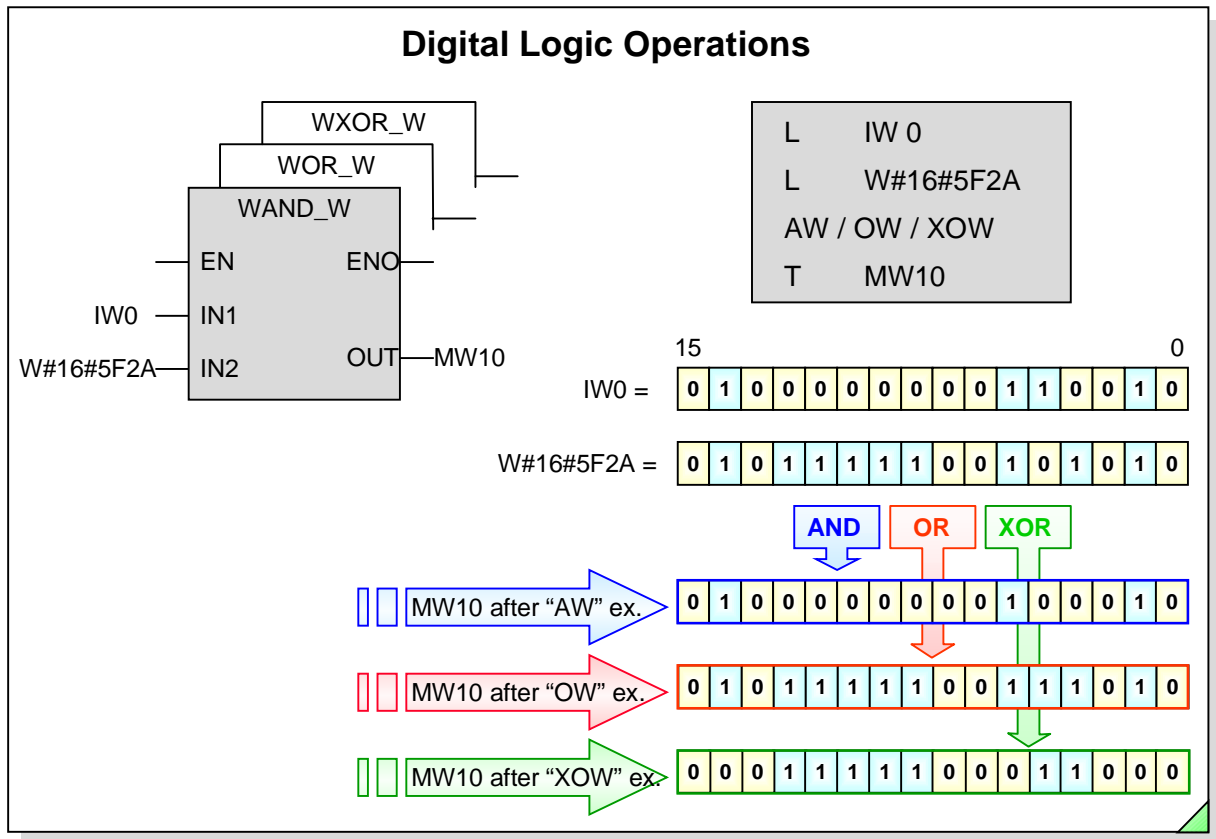 Digital Logic Operations
WXOR_W
WOR_W
WAND_W
EN ENO
IW0 IN1
W#16#5F2A IN2 OUT MW10
L IW 0
L W#16#5F2A
AW / OW / XOW
T MW10
15 0
IW0 = 0 1 0 0 0 0 0 0 0 0 1 1 0 0 1 0
W#16#5F2A = 0 1 0 1 1 1 1 1 0 0 1 0 1 0 1 0
AND OR XOR
MW10 after “AW” ex. 0 1 0 0 0 0 0 0 0 0 1 0 0 0 1 0
MW10 after “OW” ex. 0 1 0 1 1 1 1 1 0 0 1 1 1 0 1 0
MW10 after “XOW” ex. 0 0 0 1 1 1 1 1 0 0 0 1 1 0 0 0